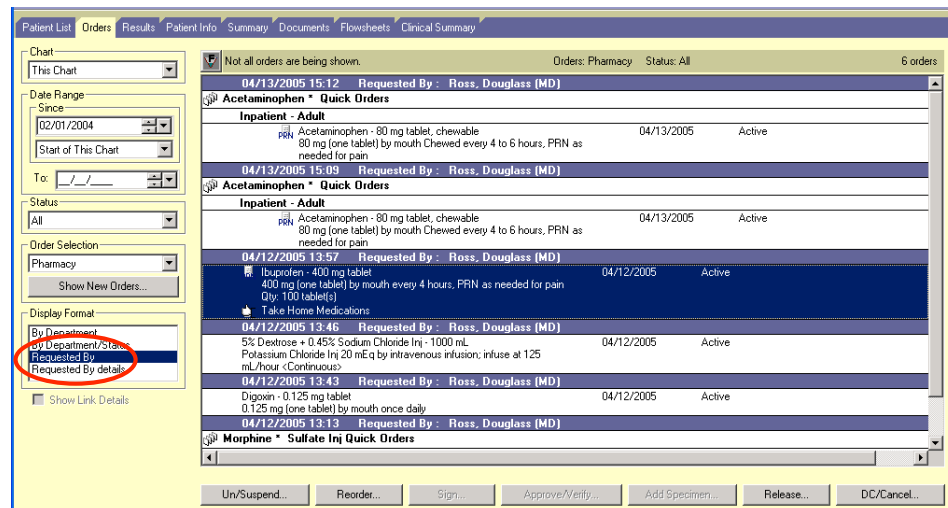 Patient List Orders Results Patient Info Summary Documents Flowsheets Clinical Summary
Chart
This Chart
Date Range
Since
02/01/2004
Start of This Chart
To: __/__/____
Status
All
Order Selection
Pharmacy
Show New Orders...
Display Format
By Department
By Department/Status
Requested By
Requested By details
Show Link Details
Not all orders are being shown. Orders: Pharmacy Status: All 6 orders
04/13/2005 15:12 Requested By : Ross, Douglass (MD)
Acetaminophen * Quick Orders
Inpatient - Adult
PRN Acetaminophen - 80 mg tablet, chewable 04/13/2005 Active
80 mg (one tablet) by mouth Chewed every 4 to 6 hours, PRN as
needed for pain
04/13/2005 15:09 Requested By : Ross, Douglass (MD)
Acetaminophen * Quick Orders
Inpatient - Adult
PRN Acetaminophen - 80 mg tablet, chewable 04/13/2005 Active
80 mg (one tablet) by mouth Chewed every 4 to 6 hours, PRN as
needed for pain
04/12/2005 13:57 Requested By : Ross, Douglass (MD)
Ibuprofen - 400 mg tablet 04/12/2005 Active
400 mg (one tablet) by mouth every 4 hours, PRN as needed for pain
Qty: 100 tablet(s)
Take Home Medications
04/12/2005 13:46 Requested By : Ross, Douglass (MD)
5% Dextrose + 0.45% Sodium Chloride Inj - 1000 mL 04/12/2005 Active
Potassium Chloride Inj 20 mEq by intravenous infusion; infuse at 125
mL/hour <Continuous>
04/12/2005 13:43 Requested By : Ross, Douglass (MD)
Digoxin - 0.125 mg tablet 04/12/2005 Active
0.125 mg (one tablet) by mouth once daily
04/12/2005 13:13 Requested By : Ross, Douglass (MD)
Morphine * Sulfate Inj Quick Orders
Un/Suspend... Reorder... Sign... Approve/Verify... Add Specimen... Release... DC/Cancel...